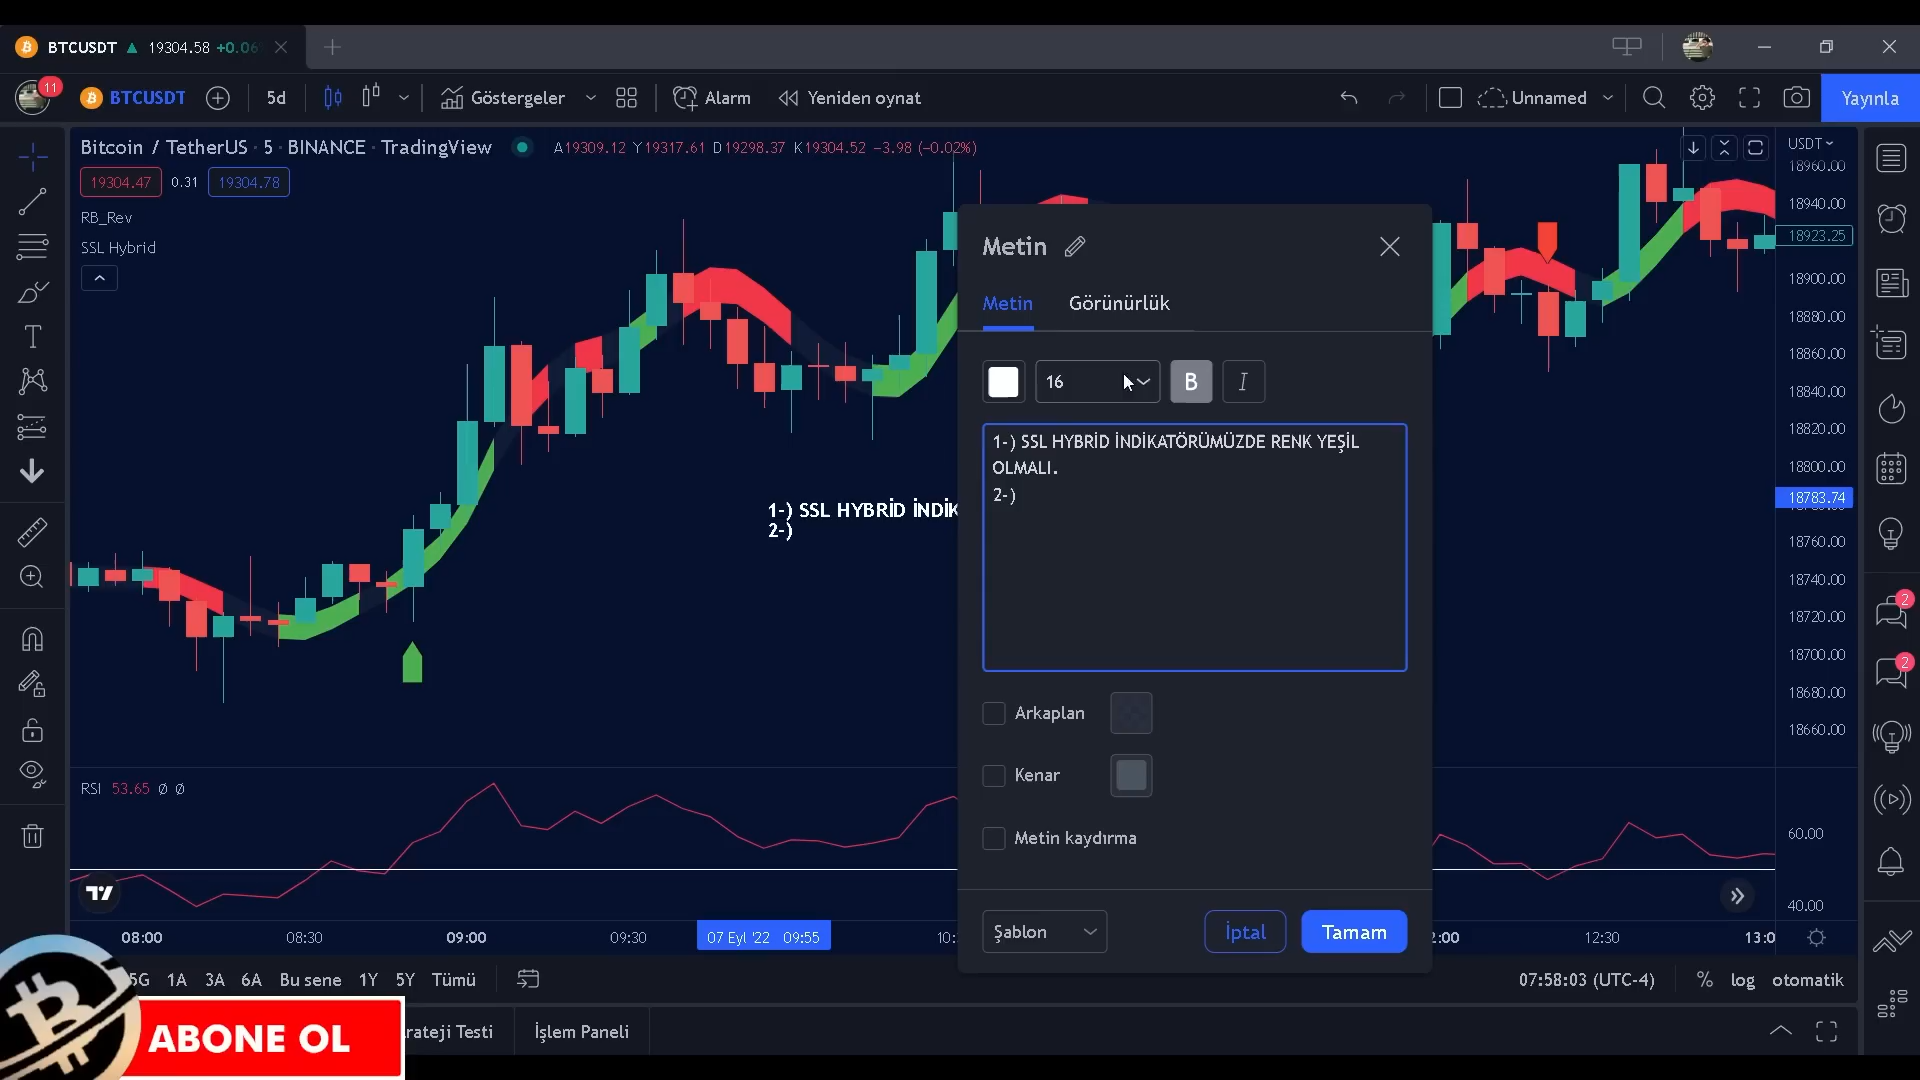 BTCUSDT ▲ 19304.58 +0.06
11
BTCUSDT
5d
Göstergeler
Alarm
Yeniden oynat
Unnamed
Yayınla
Bitcoin / TetherUS · 5 · BINANCE · TradingView
A19309.12 Y19317.61 D19298.37 K19304.52 −3.98 (−0.02%)
19304.47 0.31 19304.78
RB_Rev
SSL Hybrid
USDT
18960.00
18940.00
18923.25
18900.00
18880.00
18860.00
18840.00
18820.00
18800.00
18783.74
18760.00
18740.00
18720.00
18700.00
18680.00
18660.00
1-) SSL HYBRİD İNDİK
2-)
Metin
Metin Görünürlük
16
B I
1-) SSL HYBRİD İNDİKATÖRÜMÜZDE RENK YEŞİL
OLMALI.
2-)
Arkaplan
Kenar
Metin kaydırma
Şablon
İptal
Tamam
2
2
RSI 53.65 Ø Ø
60.00
40.00
08:00 08:30 09:00 09:30 07 Eyl '22 09:55 10: 2:00 12:30 13:0
5G 1A 3A 6A Bu sene 1Y 5Y Tümü
07:58:03 (UTC-4) % log otomatik
rateji Testi
İşlem Paneli
ABONE OL